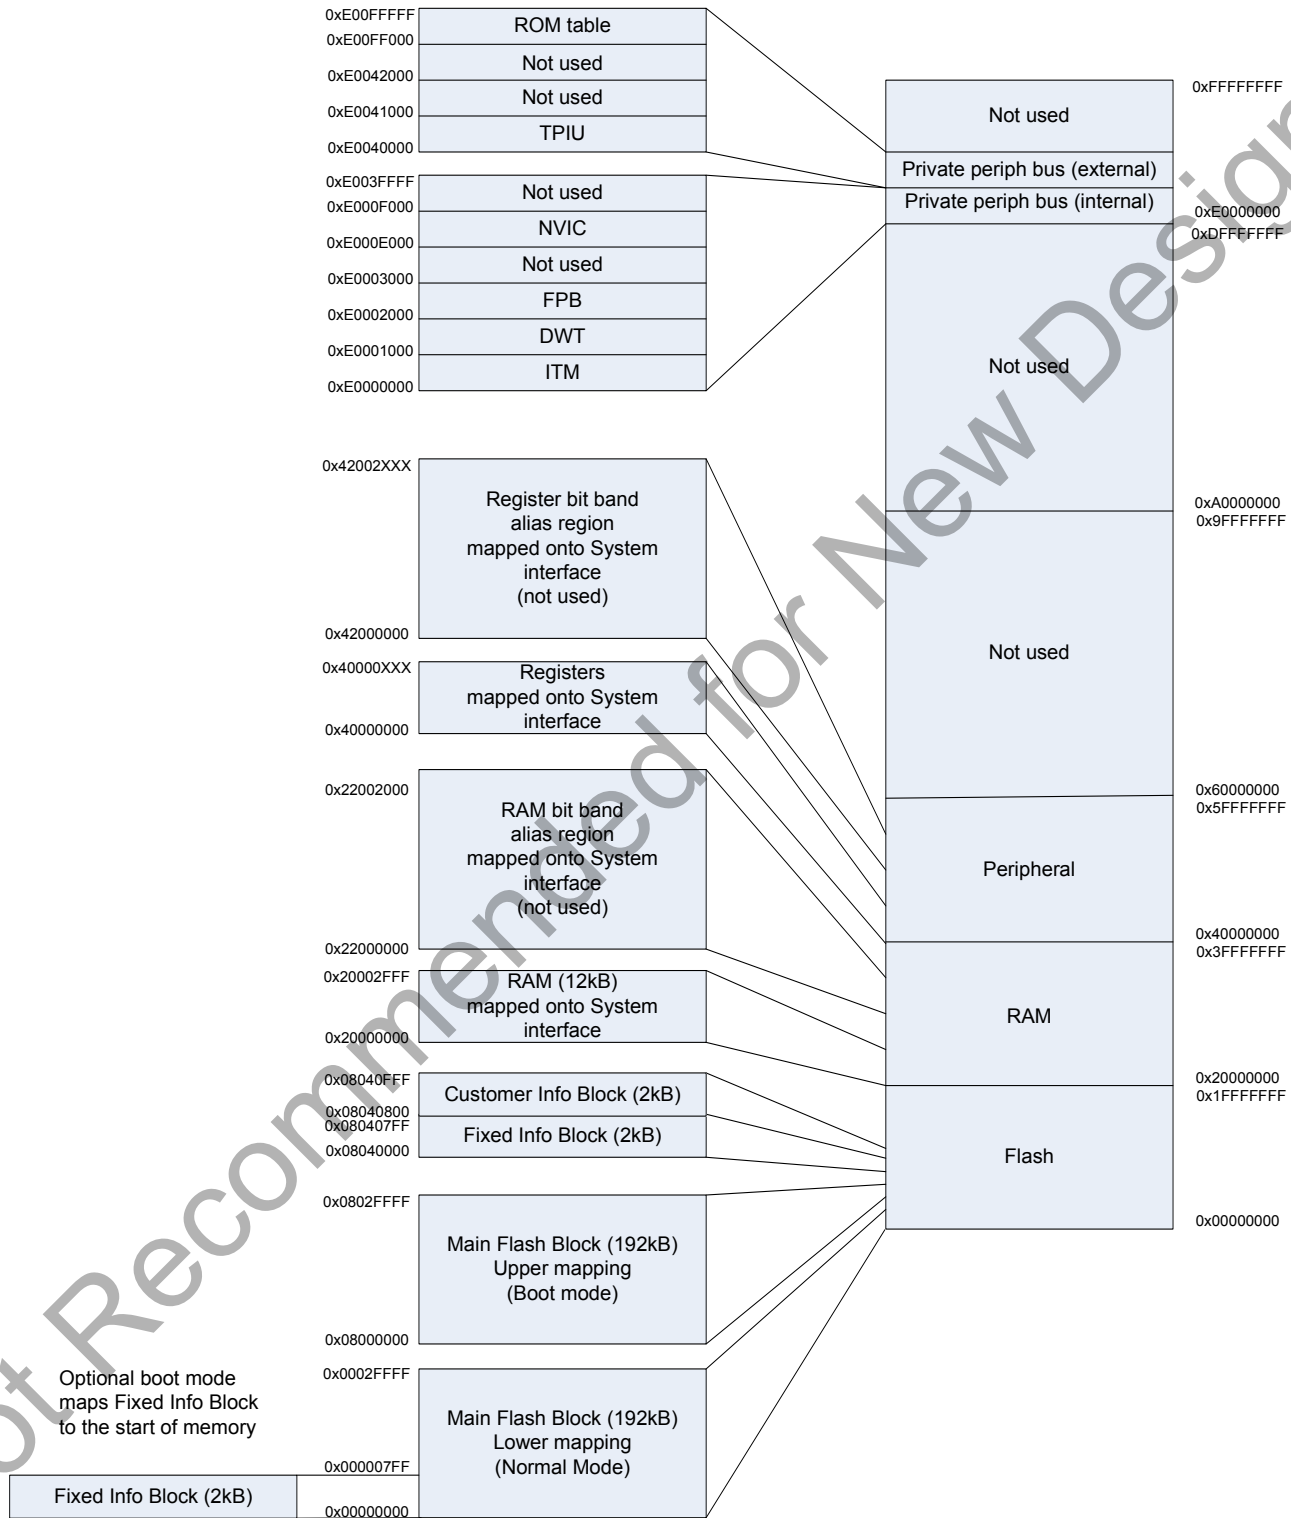 0xE00FFFFF
ROM table
0xE00FF000
Not used
0xE0042000
Not used
0xE0041000
TPIU
0xE0040000
0xE003FFFF
Not used
0xE000F000
NVIC
0xE000E000
Not used
0xE0003000
FPB
0xE0002000
DWT
0xE0001000
ITM
0xE0000000
0x42002XXX
Register bit band
alias region
mapped onto System
interface
(not used)
0x42000000
0x40000XXX
Registers
mapped onto System
interface
0x40000000
0x22002000
RAM bit band
alias region
mapped onto System
interface
(not used)
0x22000000
0x20002FFF
RAM (12kB)
mapped onto System
interface
0x20000000
0x08040FFF
Customer Info Block (2kB)
0x08040800
0x080407FF
Fixed Info Block (2kB)
0x08040000
0x0802FFFF
Main Flash Block (192kB)
Upper mapping
(Boot mode)
0x08000000
Optional boot mode
maps Fixed Info Block
to the start of memory
0x0002FFFF
Main Flash Block (192kB)
Lower mapping
(Normal Mode)
0x000007FF
Fixed Info Block (2kB)
0x00000000
0xFFFFFFFF
Not used
Private periph bus (external)
Private periph bus (internal)
0xE0000000
0xDFFFFFFF
Not used
0xA0000000
0x9FFFFFFF
Not used
0x60000000
0x5FFFFFFF
Peripheral
0x40000000
0x3FFFFFFF
RAM
0x20000000
0x1FFFFFFF
Flash
0x00000000
Recommended for New